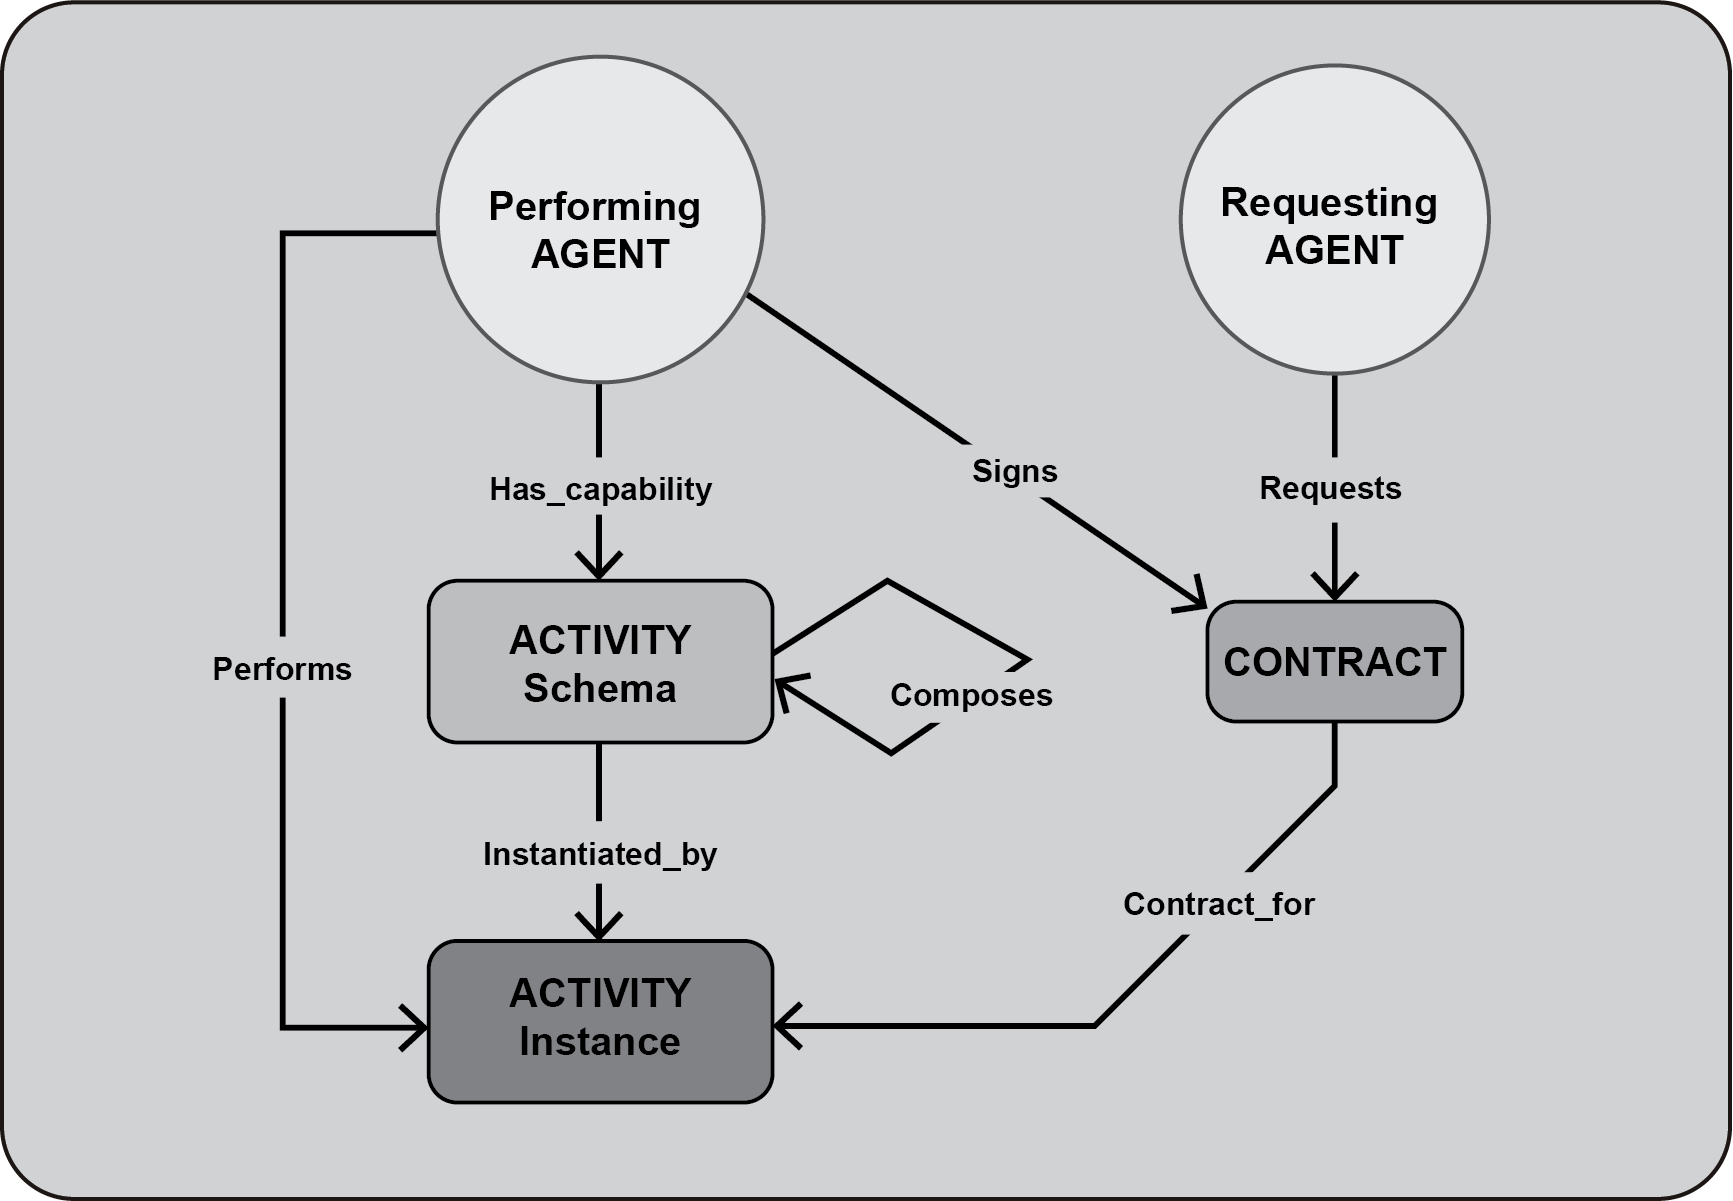 Performing
AGENT
Requesting
AGENT
Has_capability
Signs
Requests
Performs
ACTIVITY
Schema
Composes
CONTRACT
Instantiated_by
Contract_for
ACTIVITY
Instance